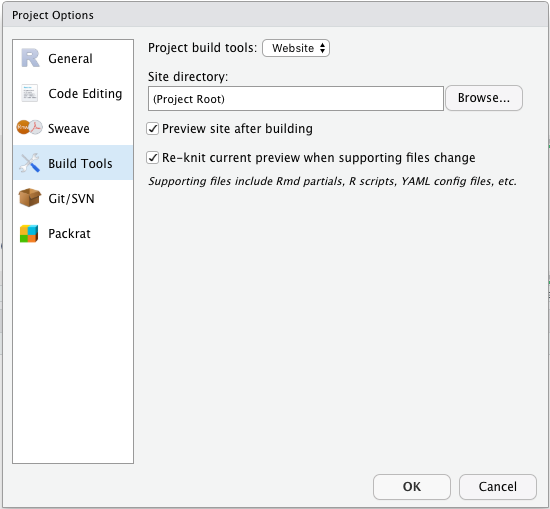 Project Options
General
Code Editing
Sweave
Build Tools
Git/SVN
Packrat
Project build tools: Website
Site directory:
(Project Root) Browse...
Preview site after building
Re-knit current preview when supporting files change
Supporting files include Rmd partials, R scripts, YAML config files, etc.
OK Cancel